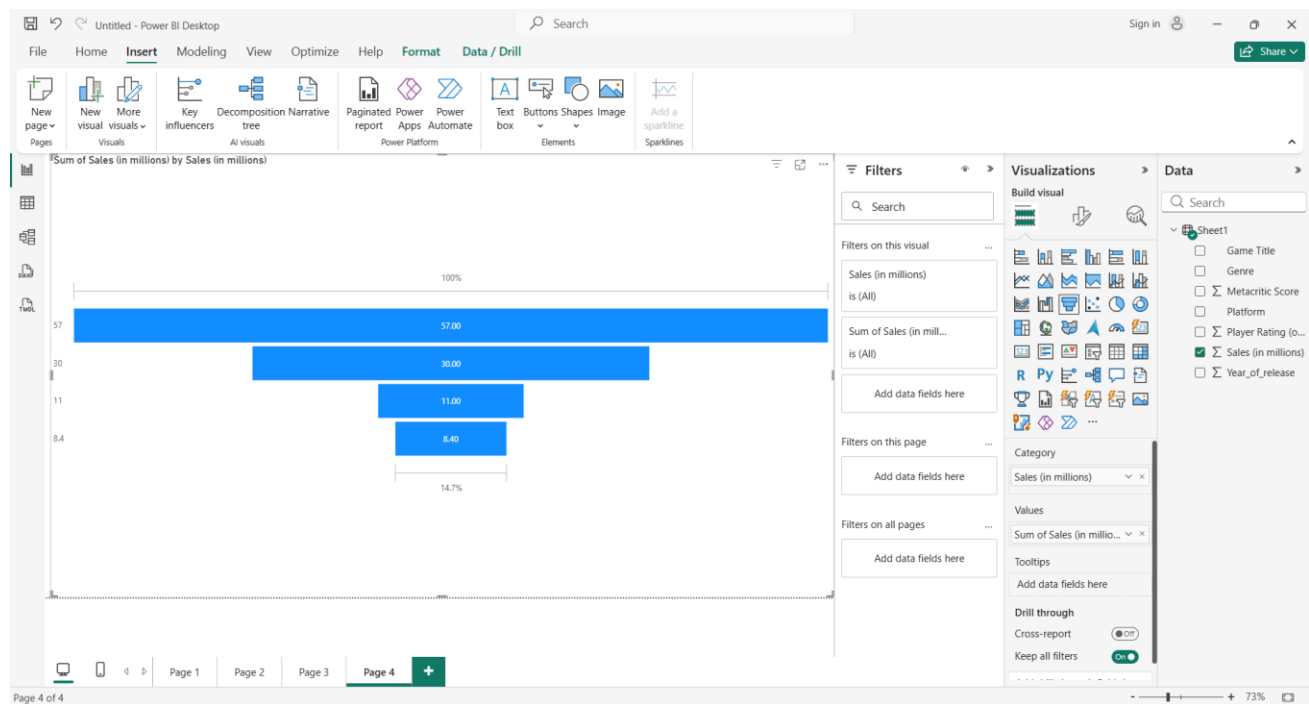 Untitled - Power BI Desktop
Search
Sign in
File Home Insert Modeling View Optimize Help Format Data / Drill
Share
New page
New visual
More visuals
Key influencers
Decomposition tree
Narrative
Paginated report
Power Apps
Power Automate
Text box
Buttons
Shapes
Image
Add a sparkline
Pages
Visuals
AI visuals
Power Platform
Elements
Sparklines
Sum of Sales (in millions) by Sales (in millions)
100%
57 57.00
30 30.00
11 11.00
8.4 8.40
14.7%
Filters
Search
Filters on this visual
Sales (in millions)
is (All)
Sum of Sales (in mill...
is (All)
Add data fields here
Filters on this page
Add data fields here
Filters on all pages
Add data fields here
Visualizations
Build visual
R Py
Category
Sales (in millions)
Values
Sum of Sales (in millio...
Tooltips
Add data fields here
Drill through
Cross-report Off
Keep all filters On
Data
Search
Sheet1
Game Title
Genre
Metacritic Score
Platform
Player Rating (o...
Sales (in millions)
Year_of_release
Page 1 Page 2 Page 3 Page 4
Page 4 of 4
73%